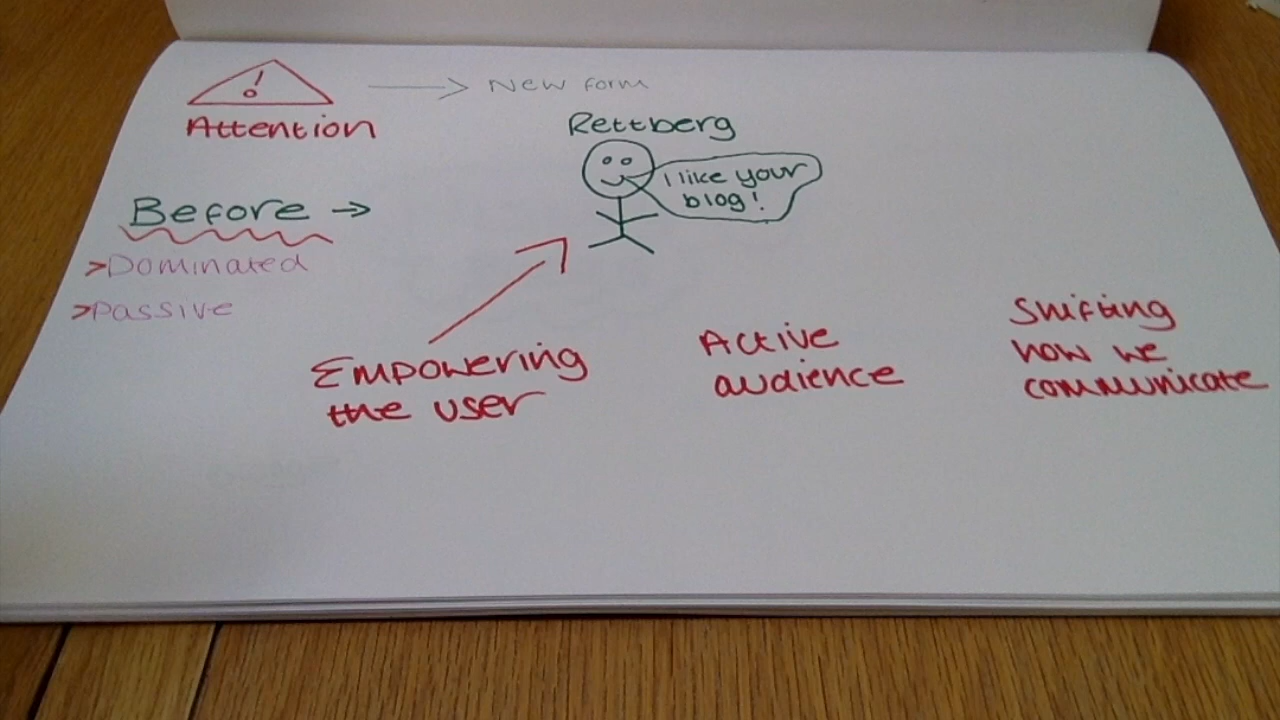 !
Attention
New form
Rettberg
I like your
blog!
Before →
>Dominated
>Passive
Empowering
the user
Active
audience
Shifting
how we
communicate